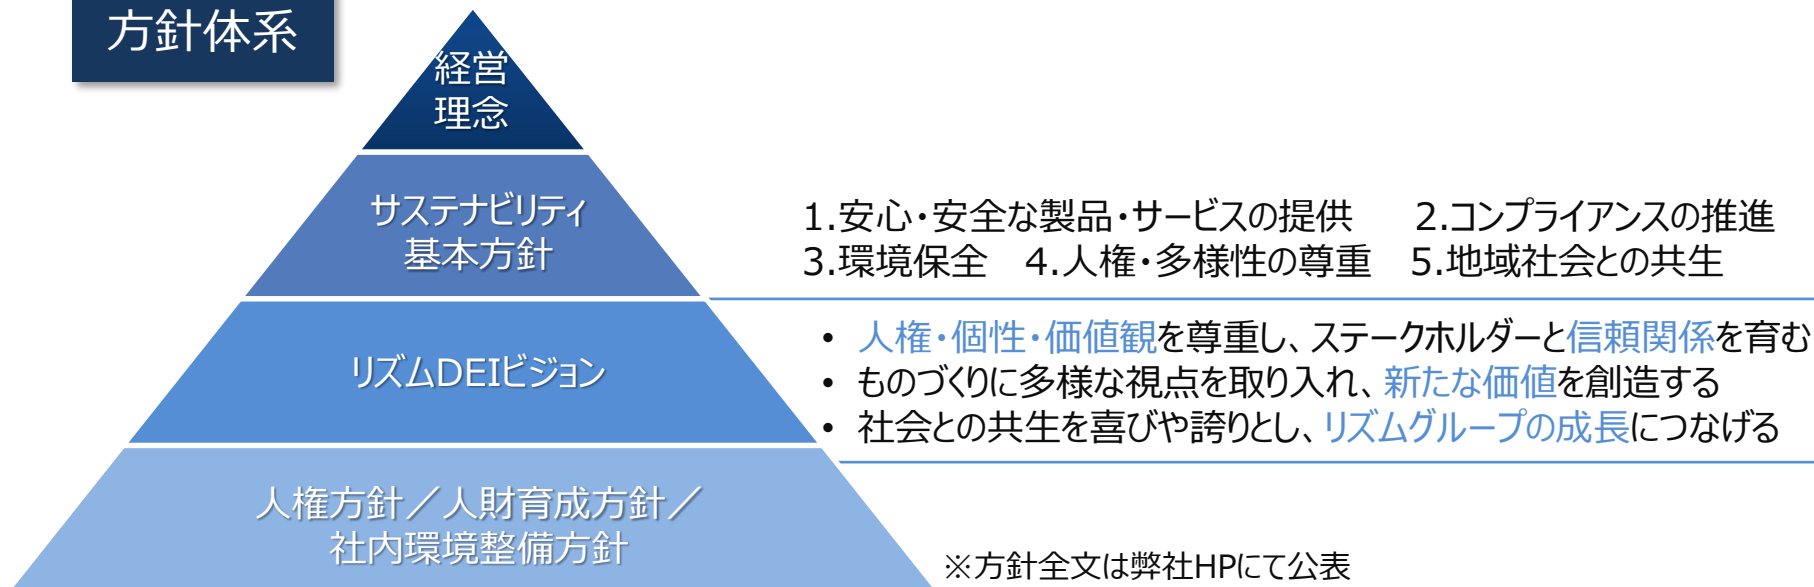 方針体系
経営
理念
サステナビリティ
基本方針
1.安心・安全な製品・サービスの提供 2.コンプライアンスの推進
3.環境保全 4.人権・多様性の尊重 5.地域社会との共生
リズムDEIビジョン
• 人権・個性・価値観を尊重し、ステークホルダーと信頼関係を育む
• ものづくりに多様な視点を取り入れ、新たな価値を創造する
• 社会との共生を喜びや誇りとし、リズムグループの成長につなげる
人権方針／人財育成方針／
社内環境整備方針
※方針全文は弊社HPにて公表